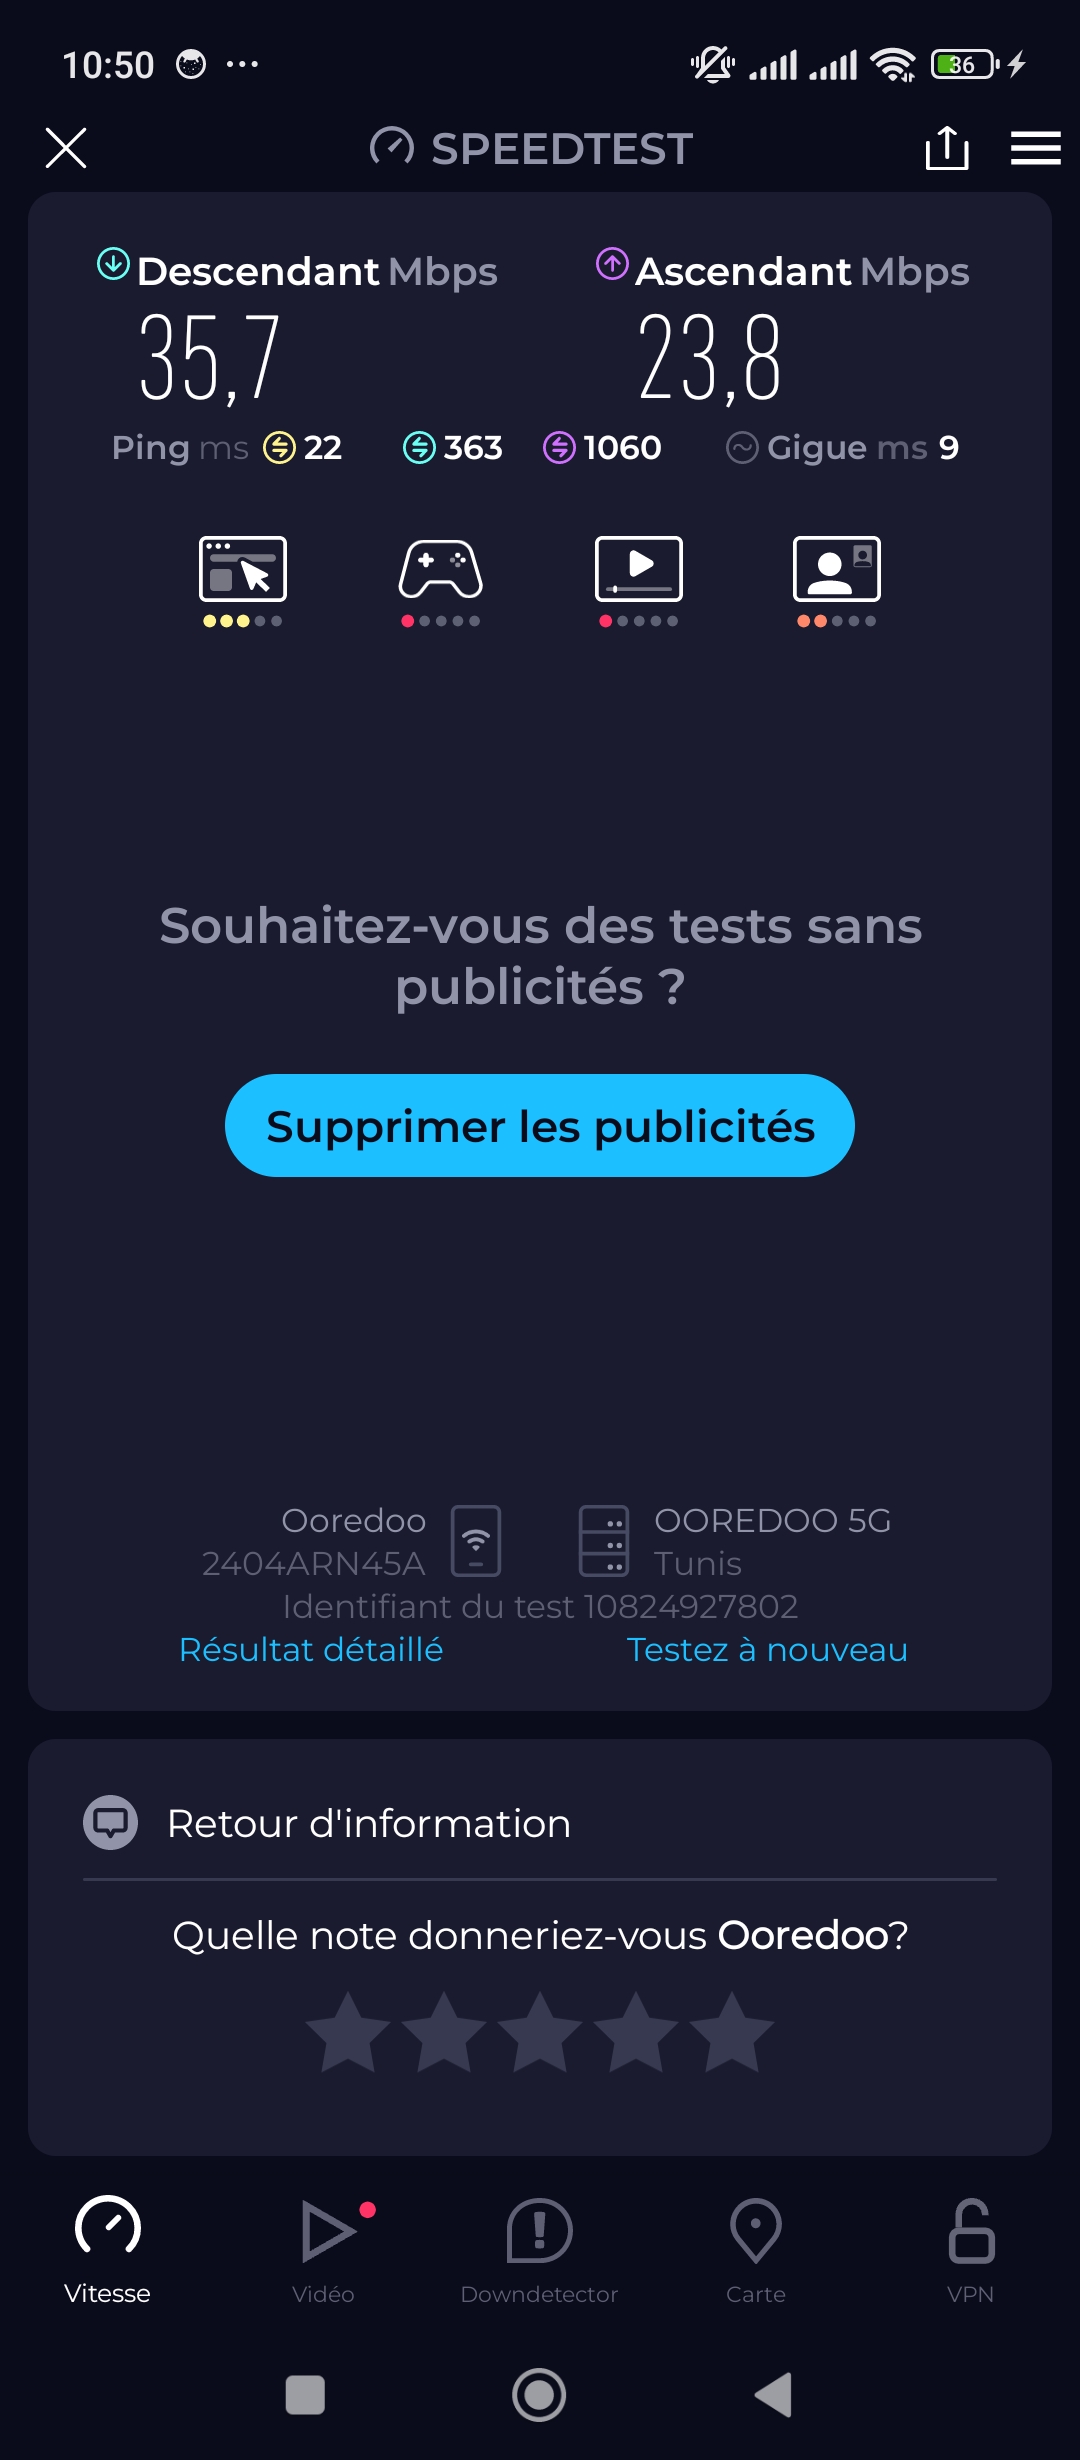 10:50
36
SPEEDTEST
Descendant Mbps
35,7
Ascendant Mbps
23,8
Ping ms 22 363 1060 Gigue ms 9
Souhaitez-vous des tests sans
publicités ?
Supprimer les publicités
Ooredoo
2404ARN45A
OOREDOO 5G
Tunis
Identifiant du test 10824927802
Résultat détaillé
Testez à nouveau
Retour d'information
Quelle note donneriez-vous Ooredoo?
Vitesse
Vidéo
Downdetector
Carte
VPN